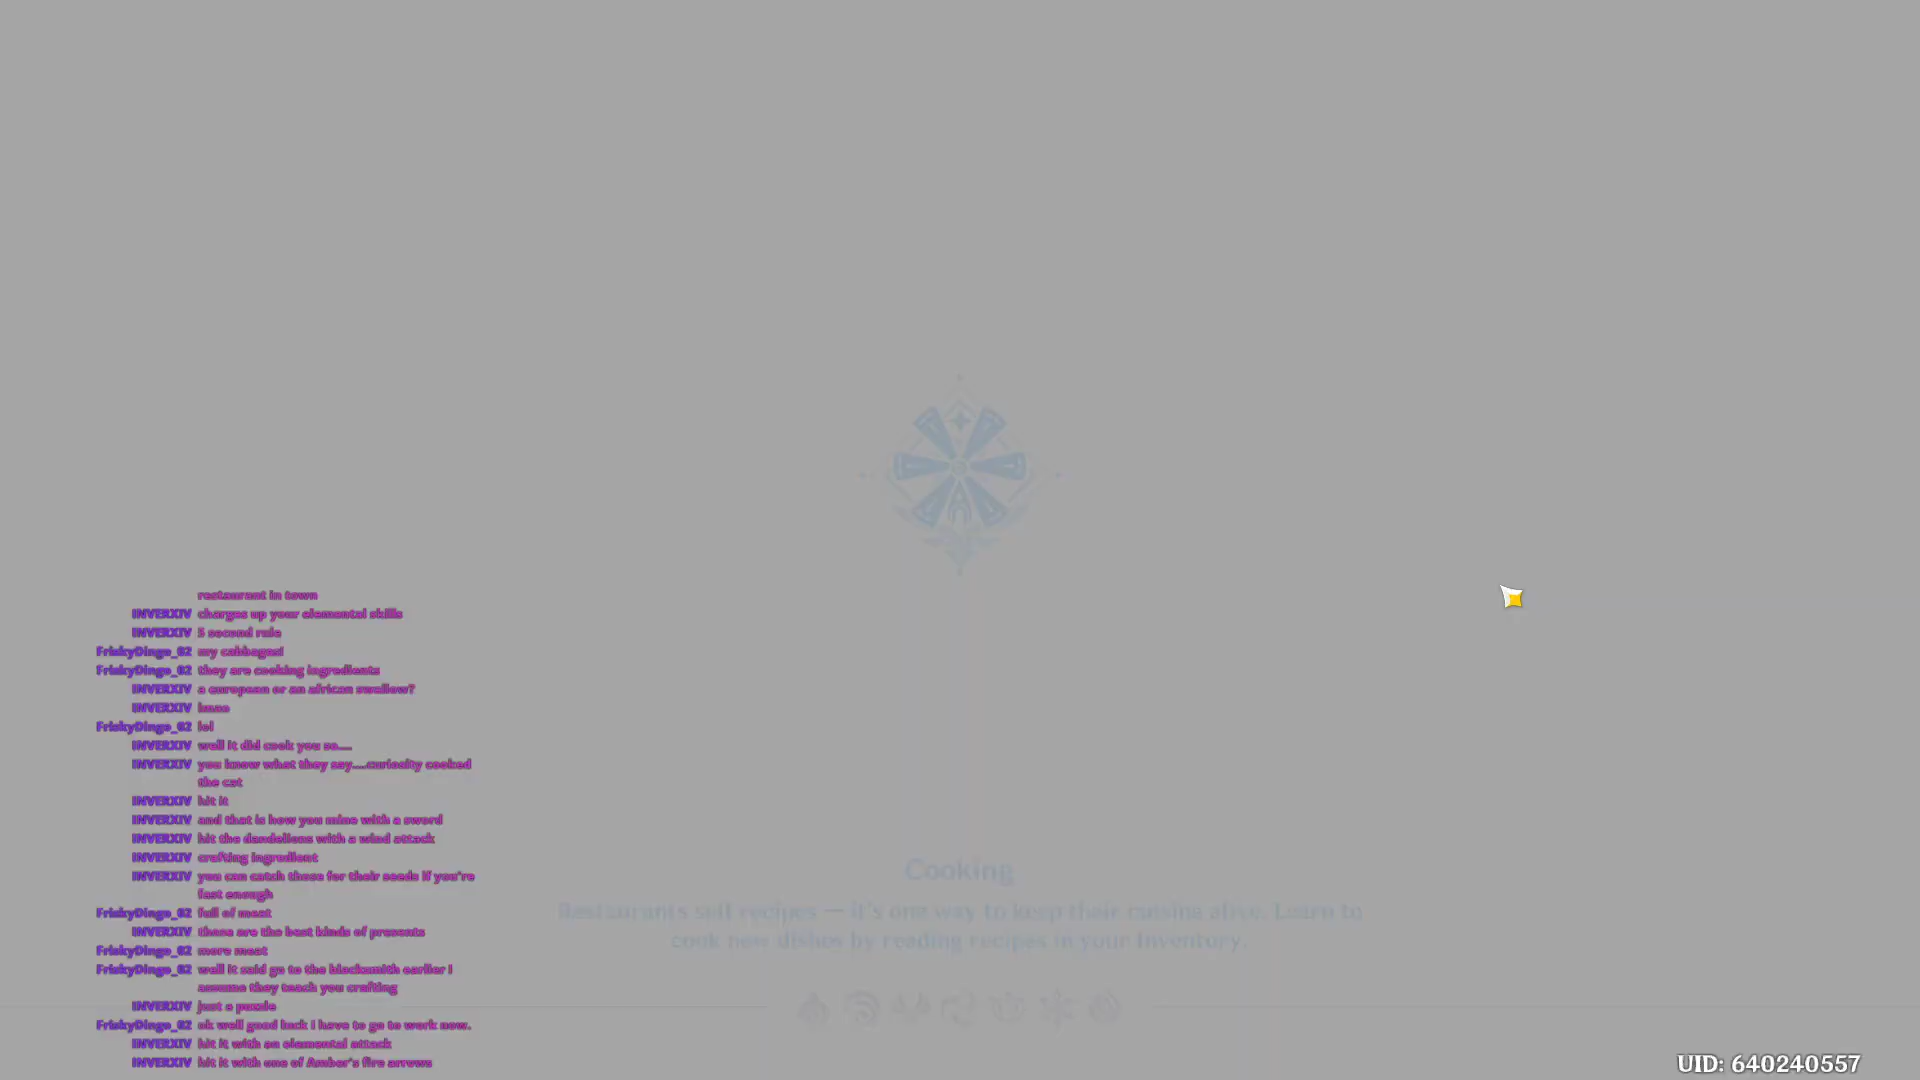 restaurant in town
INVERXIV charges up your elemental skills
INVERXIV 5 second rule
FriskyDingo_82 my cabbages!
FriskyDingo_82 they are cooking ingredients
INVERXIV a european or an african swallow?
INVERXIV lmao
FriskyDingo_82 lol
INVERXIV well it did cook you so....
INVERXIV you know what they say....curiosity cooked
the cat
INVERXIV hit it
INVERXIV and that is how you mine with a sword
INVERXIV hit the dandelions with a wind attack
INVERXIV crafting ingredient
INVERXIV you can catch those for their seeds if you're
fast enough
FriskyDingo_82 full of meat
INVERXIV those are the best kinds of presents
FriskyDingo_82 more meat
FriskyDingo_82 well it said go to the blacksmith earlier I
assume they teach you crafting
INVERXIV just a puzzle
FriskyDingo_82 ok well good luck I have to go to work now.
INVERXIV hit it with an elemental attack
INVERXIV hit it with one of Amber's fire arrows
Cooking
Restaurants sell recipes — it's one way to keep their cuisine alive. Learn to
cook new dishes by reading recipes in your Inventory.
UID: 640240557